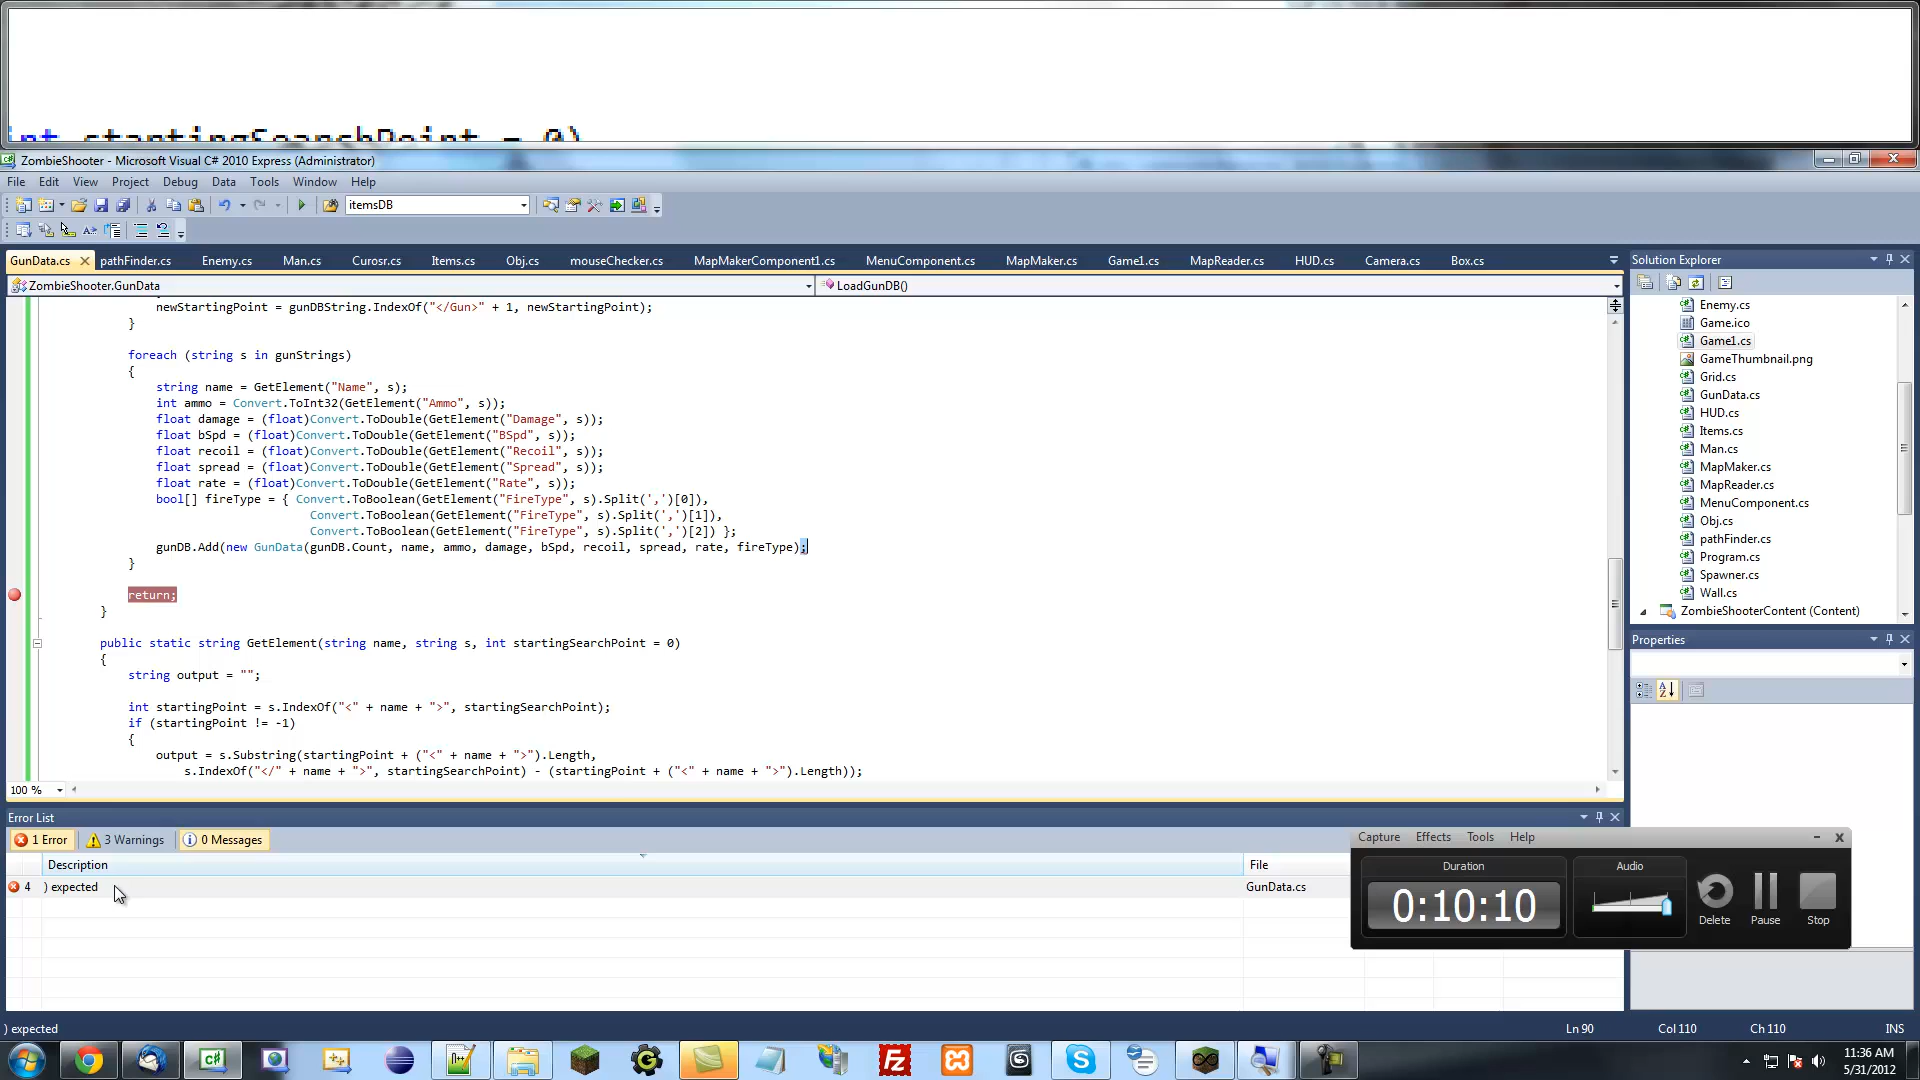 int startingSearchPoint = 0)
ZombieShooter - Microsoft Visual C# 2010 Express (Administrator)
File Edit View Project Debug Data Tools Window Help
itemsDB
GunData.cs pathFinder.cs Enemy.cs Man.cs Curosr.cs Items.cs Obj.cs mouseChecker.cs MapMakerComponent1.cs MenuComponent.cs MapMaker.cs Game1.cs MapReader.cs HUD.cs Camera.cs Box.cs
ZombieShooter.GunData LoadGunDB()
newStartingPoint = gunDBString.IndexOf("</Gun>" + 1, newStartingPoint);
}
foreach (string s in gunStrings)
{
string name = GetElement("Name", s);
int ammo = Convert.ToInt32(GetElement("Ammo", s));
float damage = (float)Convert.ToDouble(GetElement("Damage", s));
float bSpd = (float)Convert.ToDouble(GetElement("BSpd", s));
float recoil = (float)Convert.ToDouble(GetElement("Recoil", s));
float spread = (float)Convert.ToDouble(GetElement("Spread", s));
float rate = (float)Convert.ToDouble(GetElement("Rate", s));
bool[] fireType = { Convert.ToBoolean(GetElement("FireType", s).Split(',')[0]),
Convert.ToBoolean(GetElement("FireType", s).Split(',')[1]),
Convert.ToBoolean(GetElement("FireType", s).Split(',')[2]) };
gunDB.Add(new GunData(gunDB.Count, name, ammo, damage, bSpd, recoil, spread, rate, fireType);
}
return;
}
public static string GetElement(string name, string s, int startingSearchPoint = 0)
{
string output = "";
int startingPoint = s.IndexOf("<" + name + ">", startingSearchPoint);
if (startingPoint != -1)
{
output = s.Substring(startingPoint + ("<" + name + ">").Length,
s.IndexOf("</" + name + ">", startingSearchPoint) - (startingPoint + ("<" + name + ">").Length));
100 %
Solution Explorer
Enemy.cs
Game.ico
Game1.cs
GameThumbnail.png
Grid.cs
GunData.cs
HUD.cs
Items.cs
Man.cs
MapMaker.cs
MapReader.cs
MenuComponent.cs
Obj.cs
pathFinder.cs
Program.cs
Spawner.cs
Wall.cs
ZombieShooterContent (Content)
Properties
Error List
1 Error 3 Warnings 0 Messages
Description File
4 ) expected GunData.cs
Capture Effects Tools Help
Duration Audio
0:10:10
Delete Pause Stop
) expected Ln 90 Col 110 Ch 110 INS
11:36 AM
5/31/2012